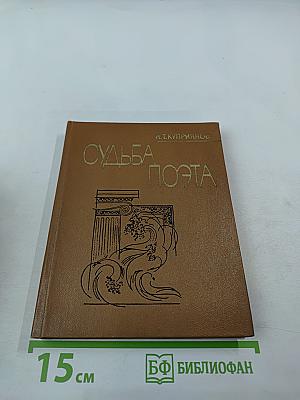 И.Т.КУПРИЯНОВ
СУДЬБА
ПОЭТА
15 см
БФ БИБЛИОФАН